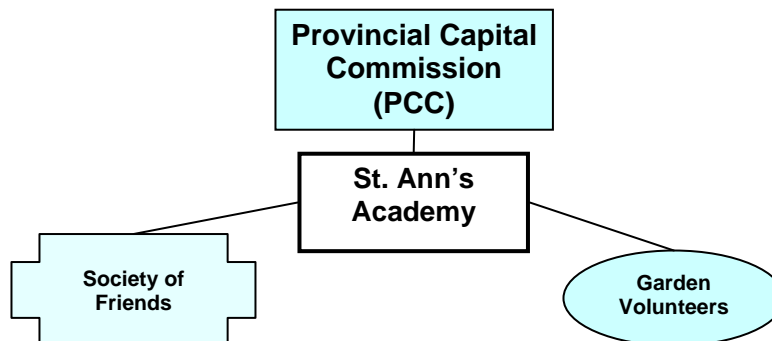 Provincial Capital
Commission
(PCC)
St. Ann’s
Academy
Society of
Friends
Garden
Volunteers